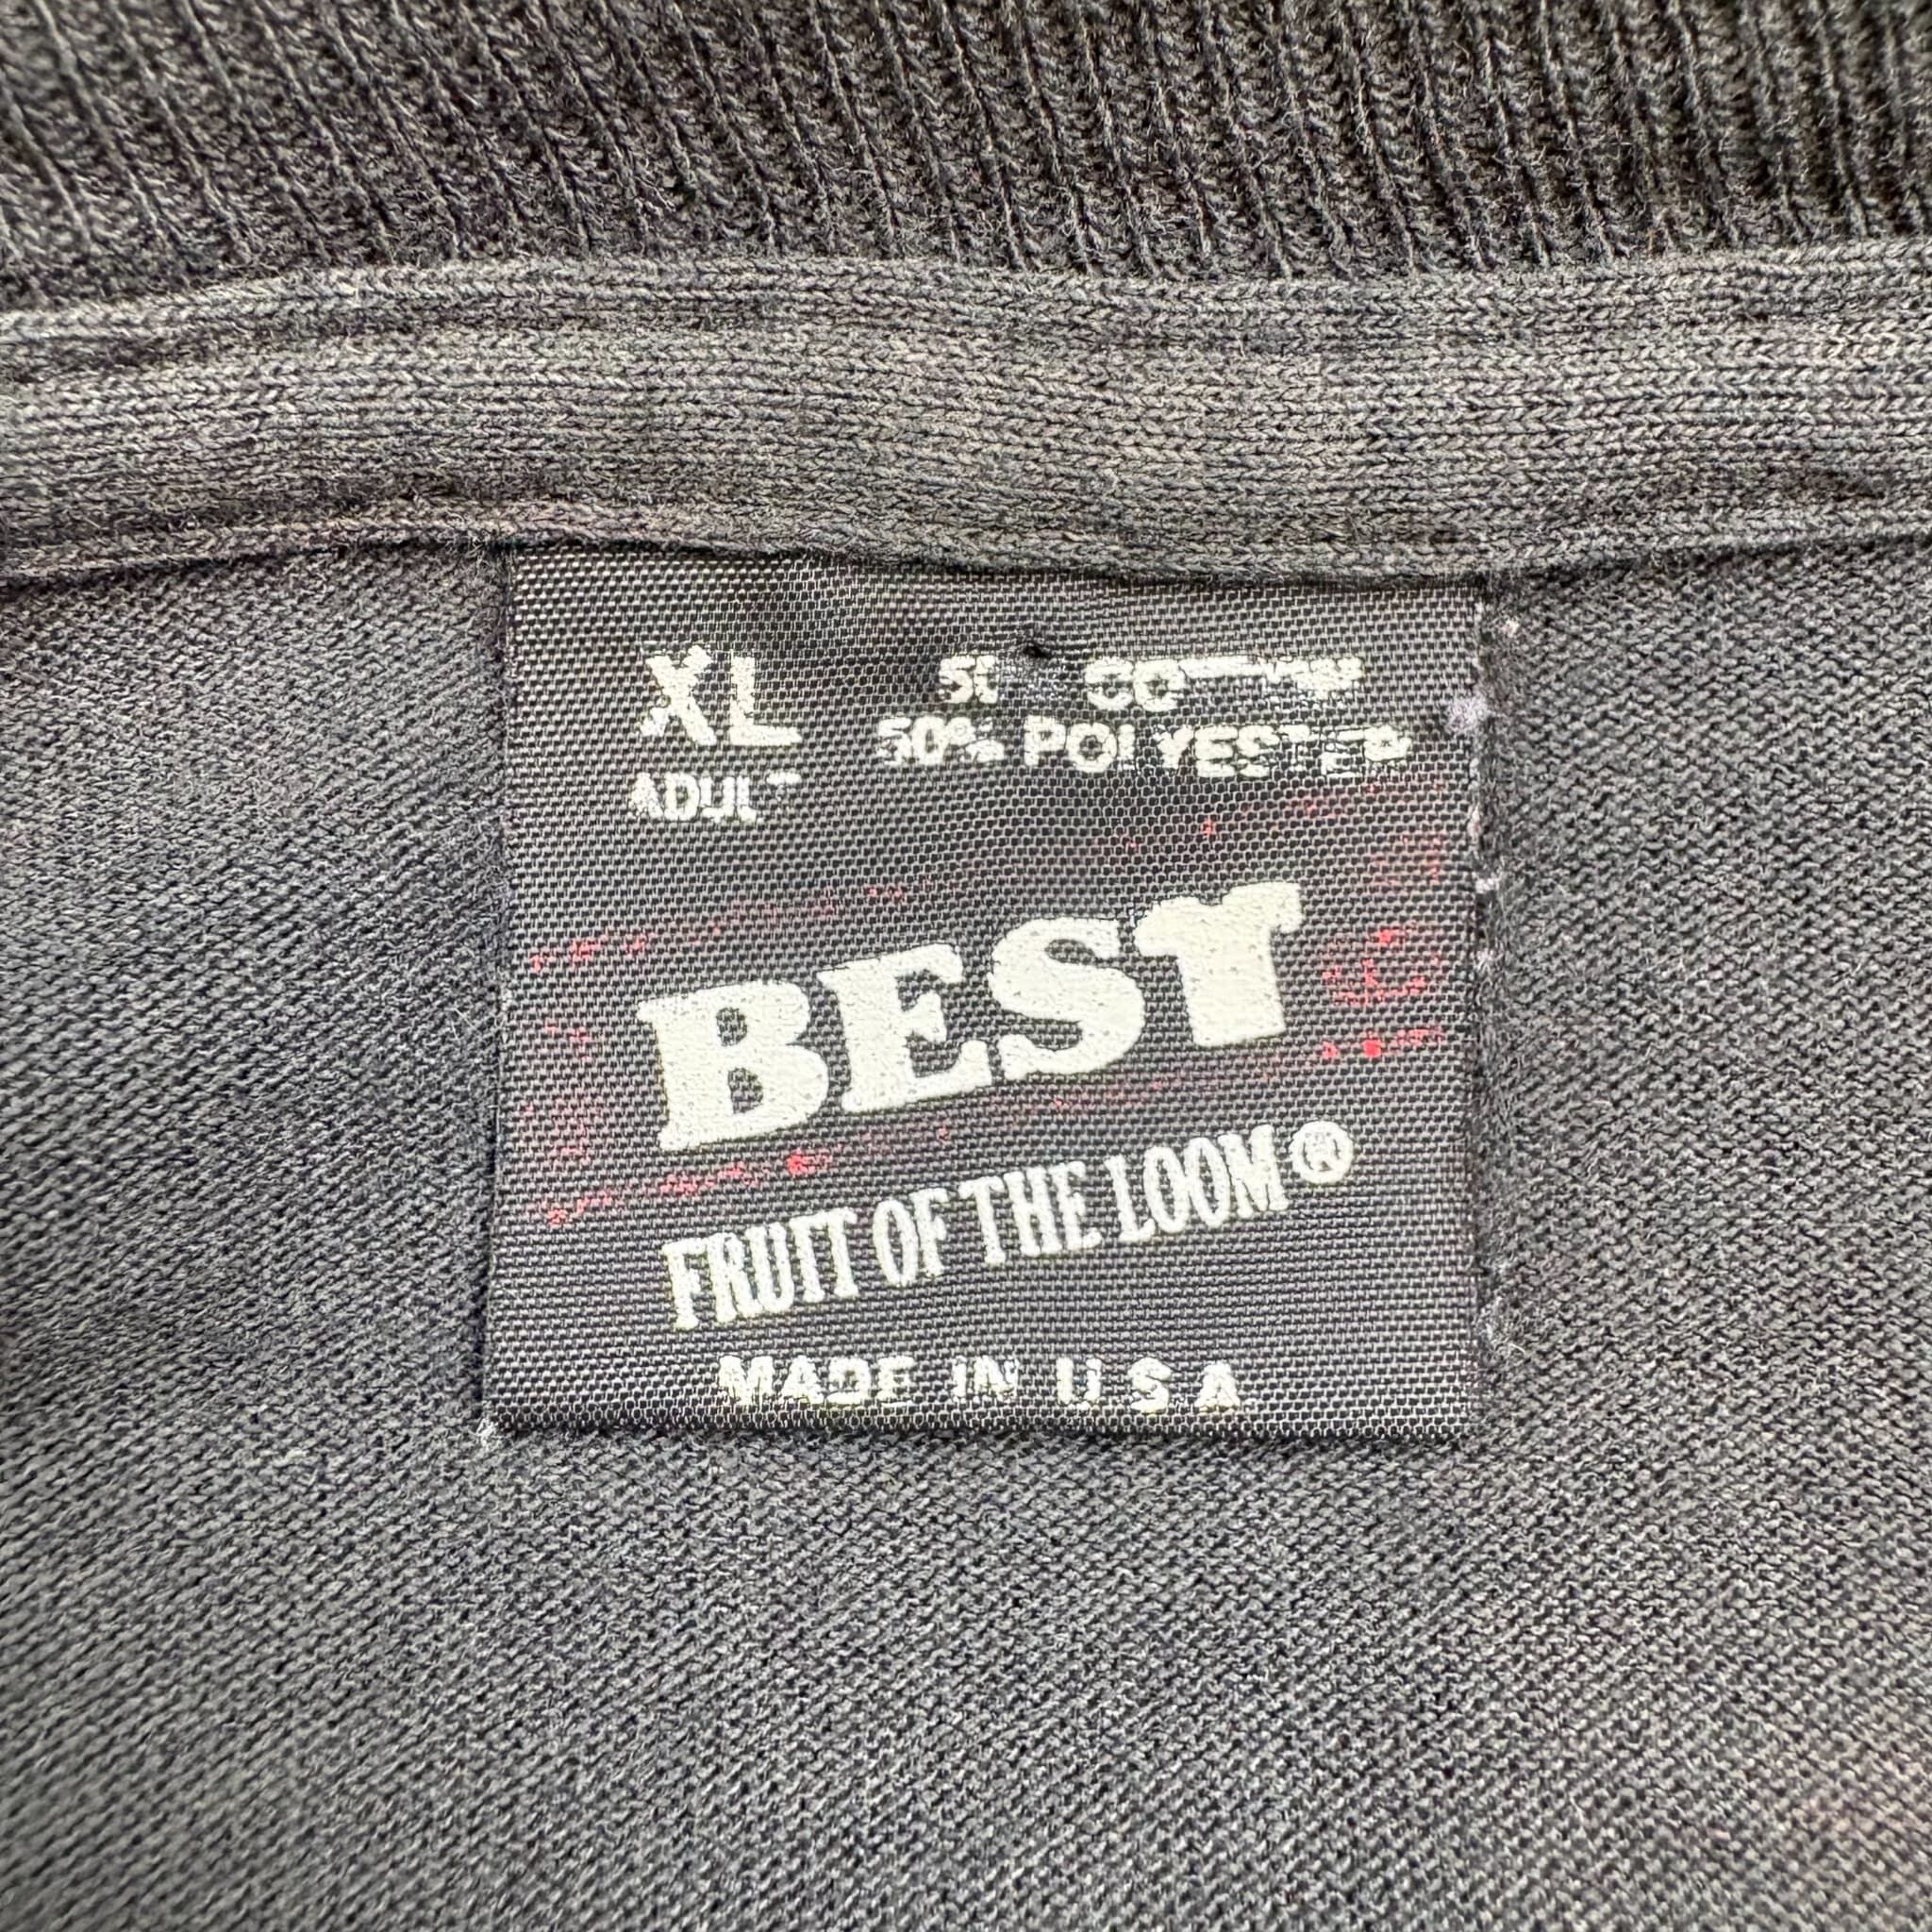 XL
ADULT
50% COTTON
50% POLYESTER
BEST
FRUIT OF THE LOOM®
MADE IN U.S.A.